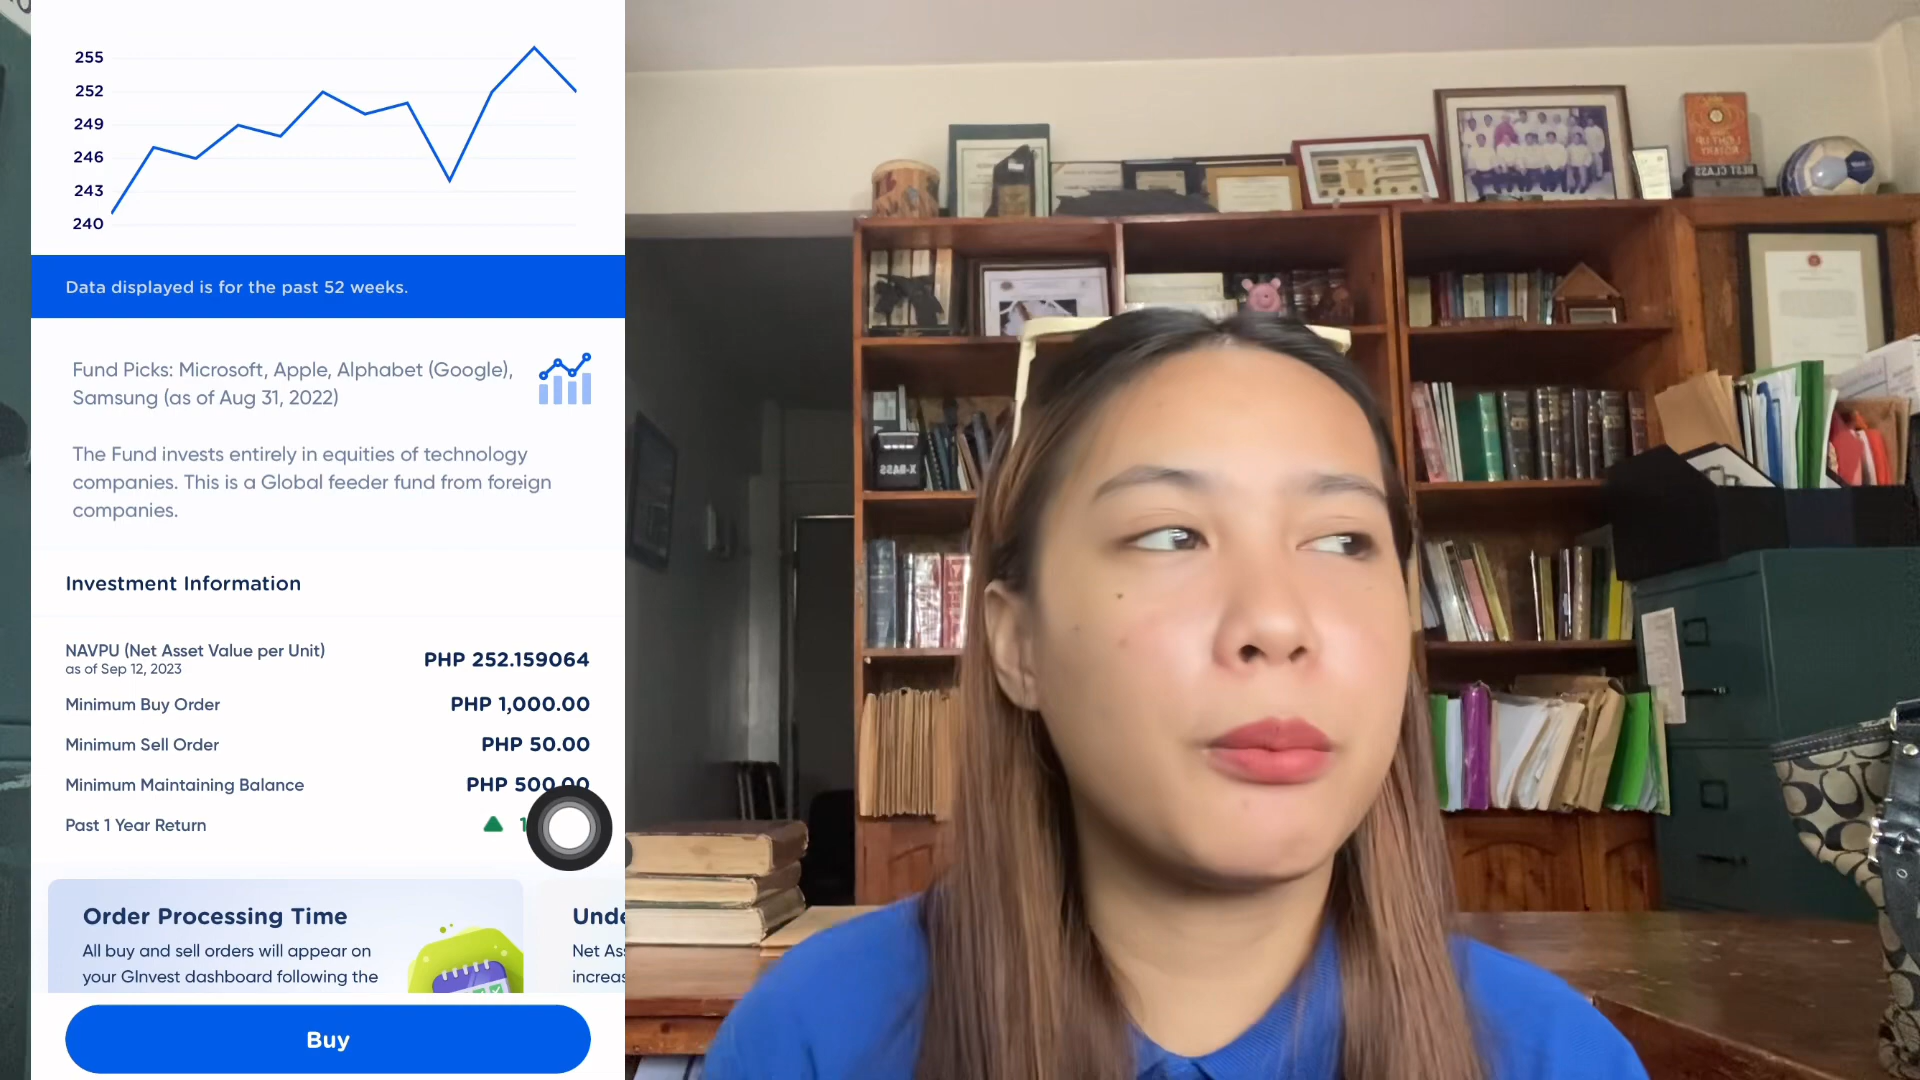 255
252
249
246
243
240
Data displayed is for the past 52 weeks.
Fund Picks: Microsoft, Apple, Alphabet (Google),
Samsung (as of Aug 31, 2022)
The Fund invests entirely in equities of technology
companies. This is a Global feeder fund from foreign
companies.
Investment Information
NAVPU (Net Asset Value per Unit)
as of Sep 12, 2023
PHP 252.159064
Minimum Buy Order
PHP 1,000.00
Minimum Sell Order
PHP 50.00
Minimum Maintaining Balance
PHP 500.00
Past 1 Year Return
Order Processing Time
All buy and sell orders will appear on
your GInvest dashboard following the
Net
Buy
BEST CLASS